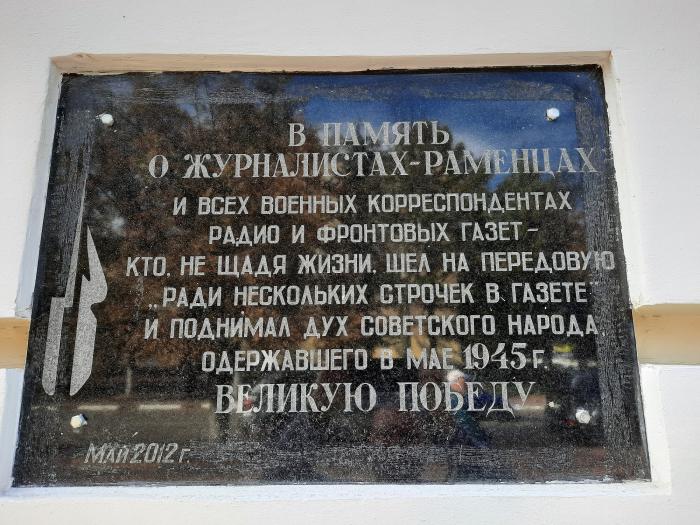 В ПАМЯТЬ
О ЖУРНАЛИСТАХ-РАМЕНЦАХ
И ВСЕХ ВОЕННЫХ КОРРЕСПОНДЕНТАХ
РАДИО И ФРОНТОВЫХ ГАЗЕТ-
КТО, НЕ ЩАДЯ ЖИЗНИ, ШЕЛ НА ПЕРЕДОВУЮ
„РАДИ НЕСКОЛЬКИХ СТРОЧЕК В ГАЗЕТЕ"
И ПОДНИМАЛ ДУХ СОВЕТСКОГО НАРОДА,
ОДЕРЖАВШЕГО В МАЕ 1945 г.
ВЕЛИКУЮ ПОБЕДУ
МАЙ 2012 г.